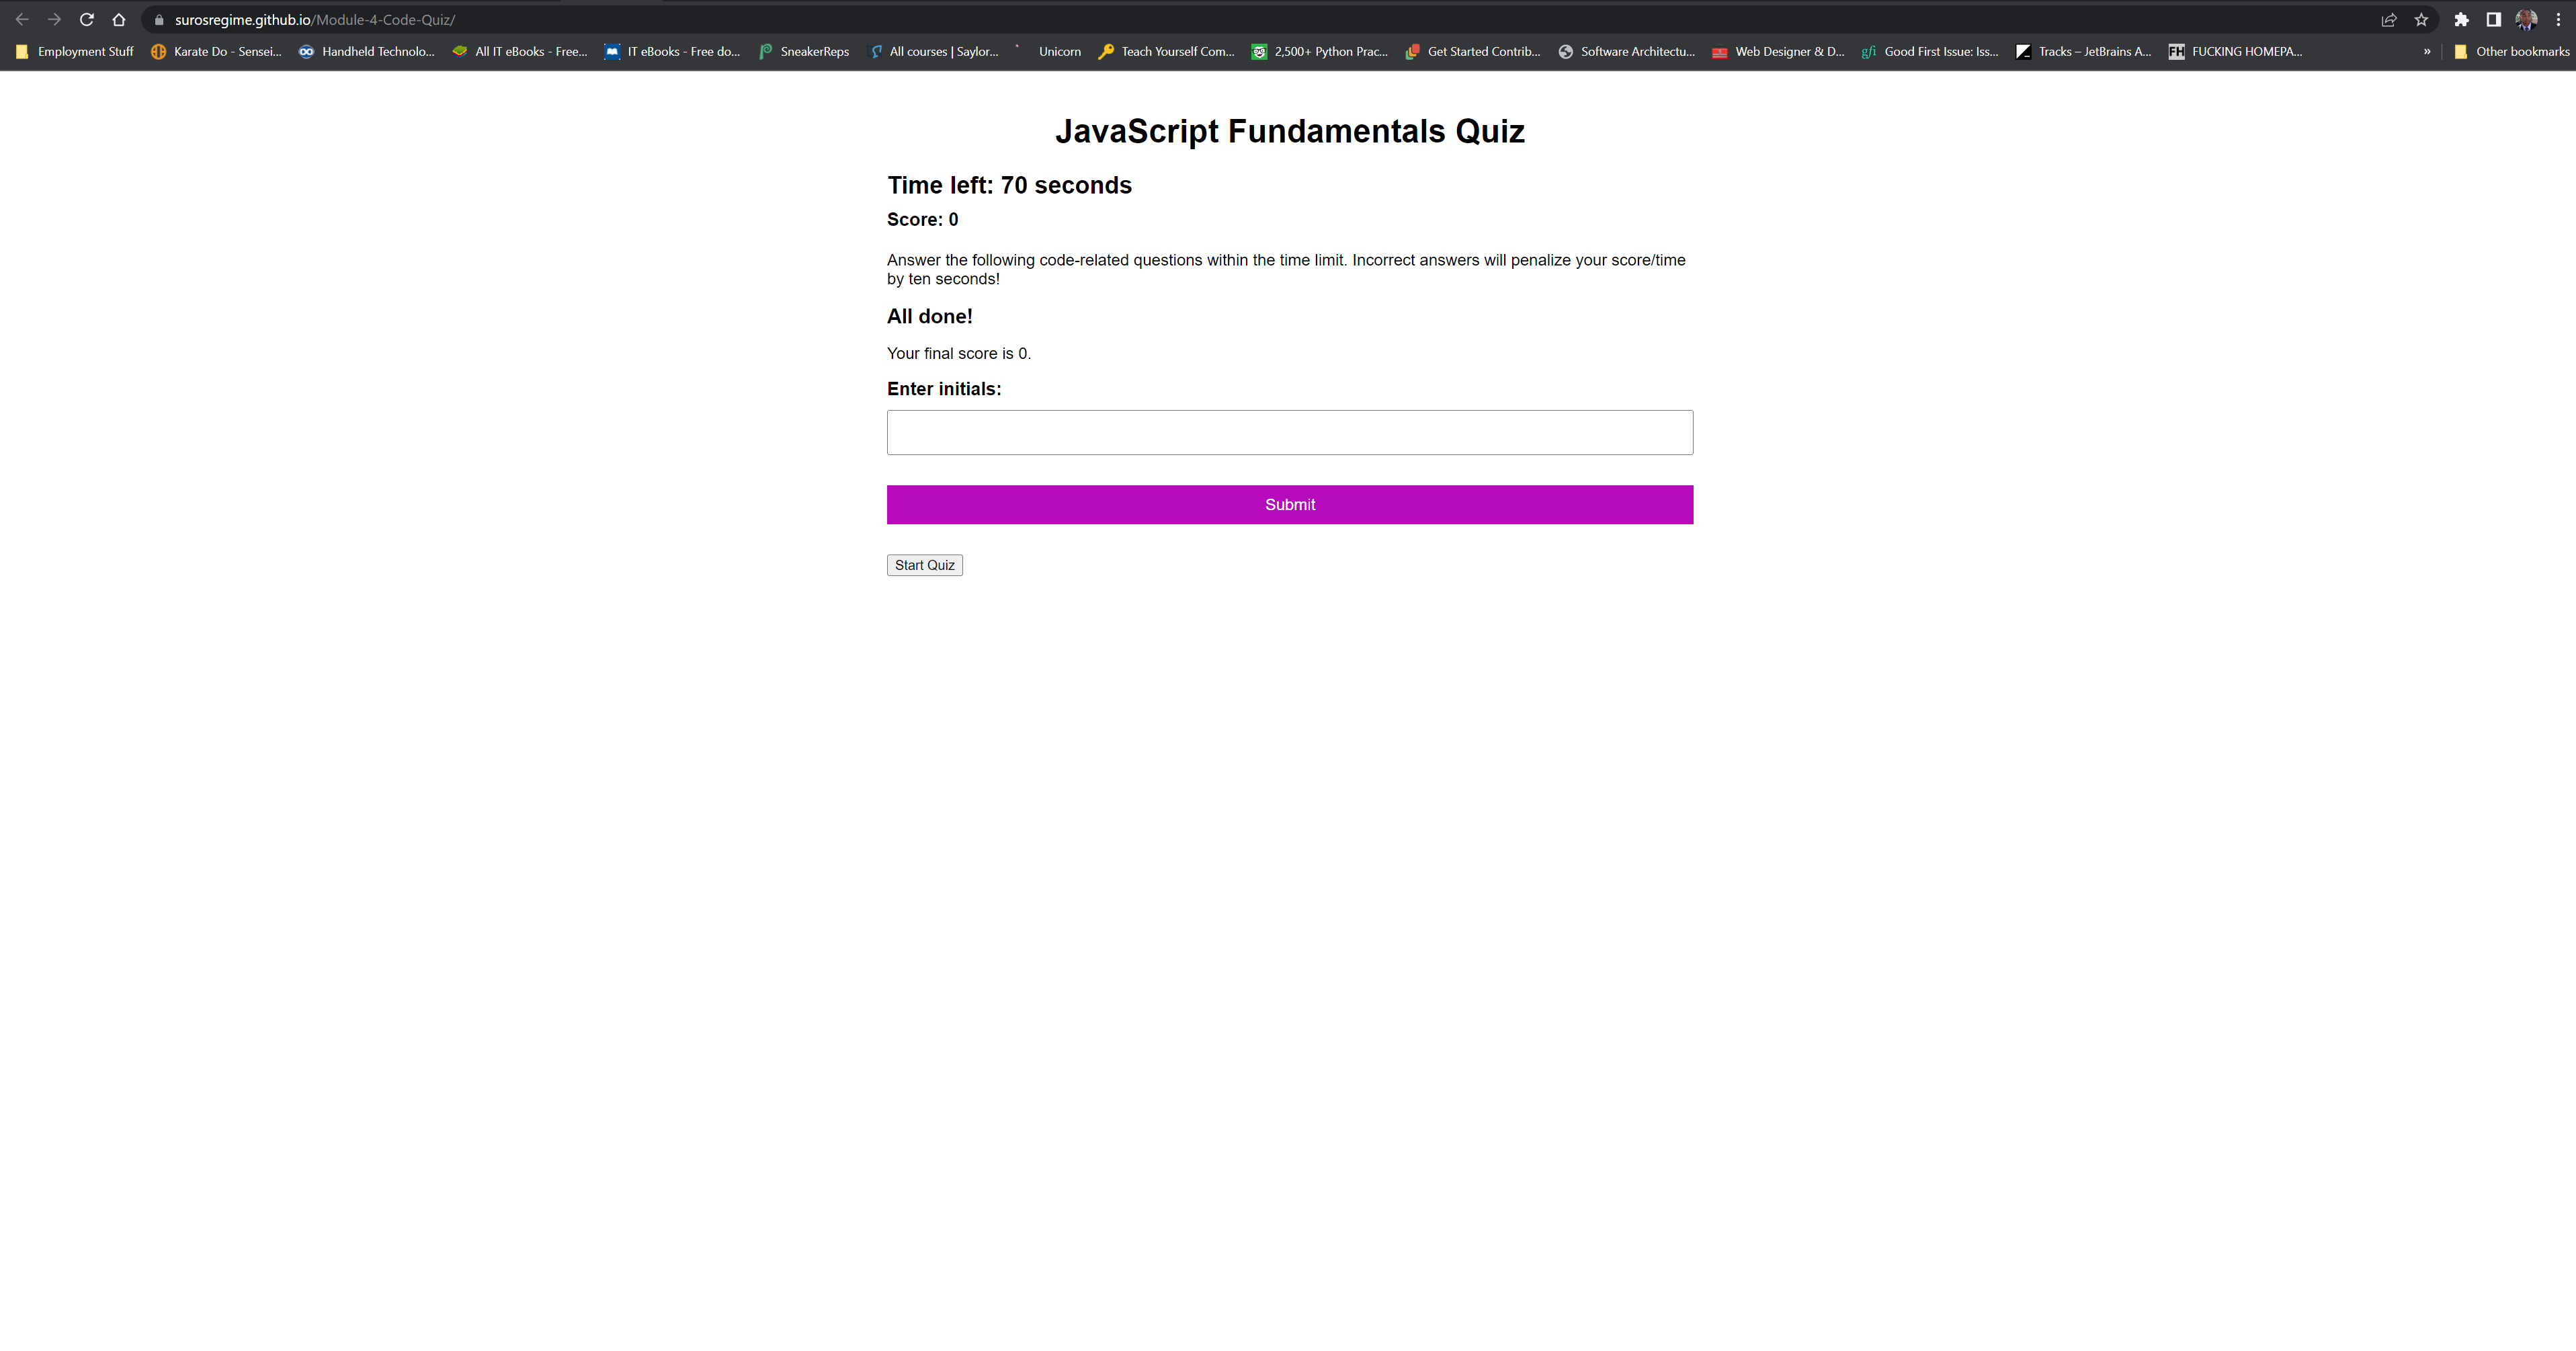 surosregime.github.io/Module-4-Code-Quiz/
Employment Stuff Karate Do - Sensei... Handheld Technolo... All IT eBooks - Free... IT eBooks - Free do... SneakerReps All courses | Saylor... Unicorn Teach Yourself Com... 2,500+ Python Prac... Get Started Contrib... Software Architectu... Web Designer & D... gfi Good First Issue: Iss... Tracks – JetBrains A... FH FUCKING HOMEPA... » Other bookmarks
JavaScript Fundamentals Quiz
Time left: 70 seconds
Score: 0
Answer the following code-related questions within the time limit. Incorrect answers will penalize your score/time
by ten seconds!
All done!
Your final score is 0.
Enter initials:
Submit
Start Quiz